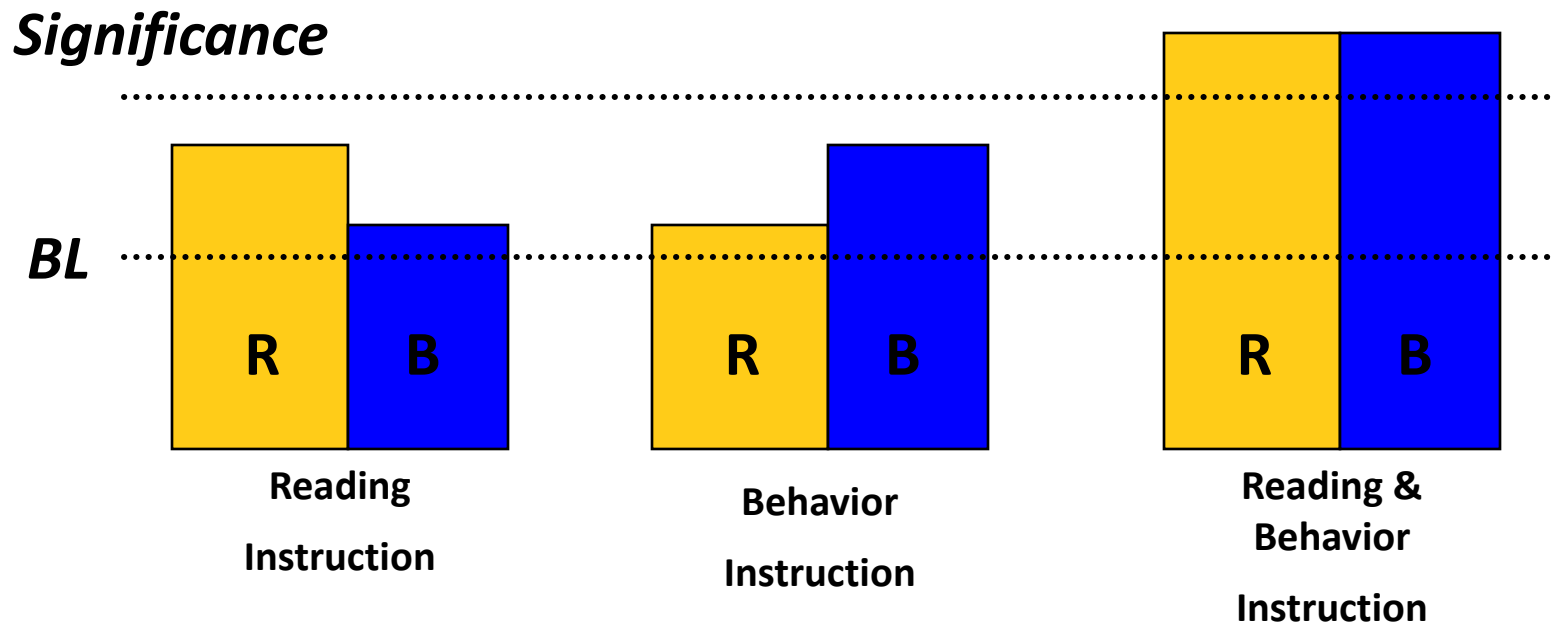 Significance
BL
R B
R B
R B
Reading
Instruction
Behavior
Instruction
Reading &
Behavior
Instruction